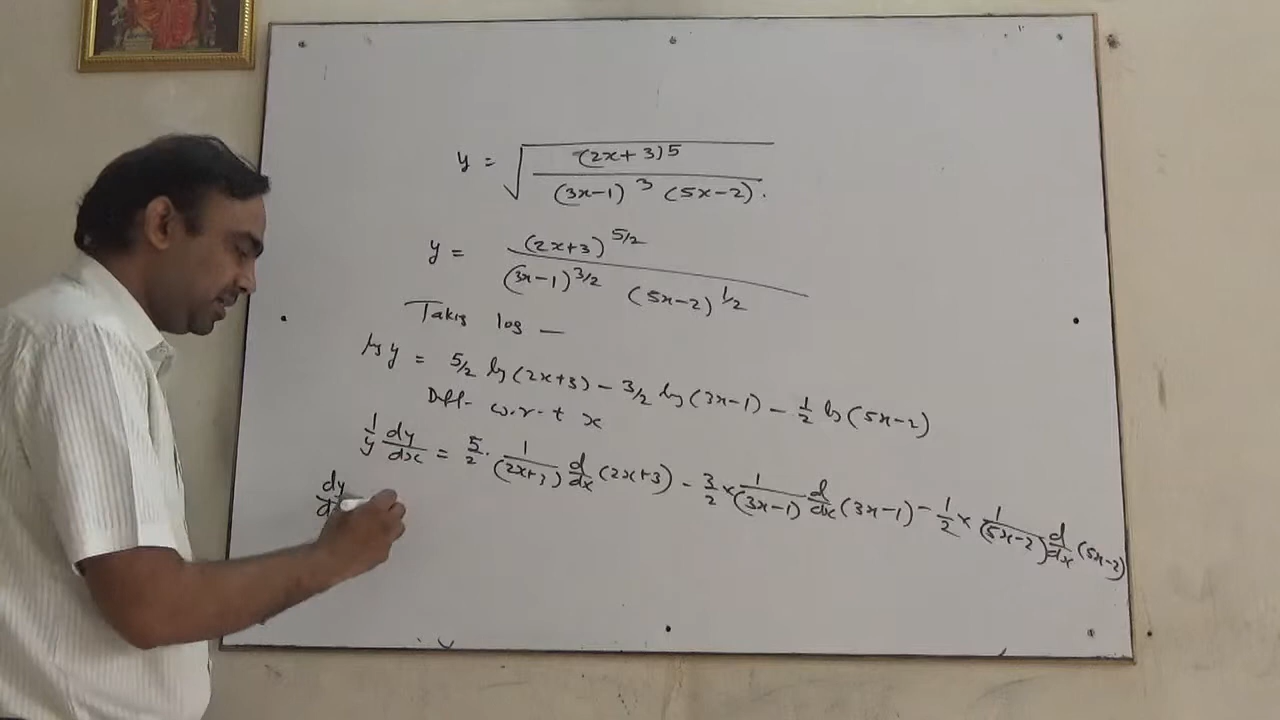 y = √((2x+3)5 / (3x-1)^3 (5x-2)).
y = (2x+3)^5/2 / (3x-1)^3/2 (5x-2)^1/2
Taking log —
log y = 5/2 log (2x+3) - 3/2 log (3x-1) - 1/2 log (5x-2)
Diff- w.r-t x
1/y dy/dx = 5/2 . 1/(2x+3) d/dx (2x+3) - 3/2 × 1/(3x-1) d/dx (3x-1) - 1/2 × 1/(5x-2) d/dx (5x-2)
dy